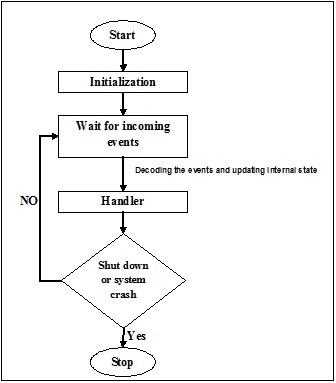 Start
Initialization
Wait for incoming
events
Decoding the events and updating internal state
NO
Handler
Shut down
or system
crash
Yes
Stop